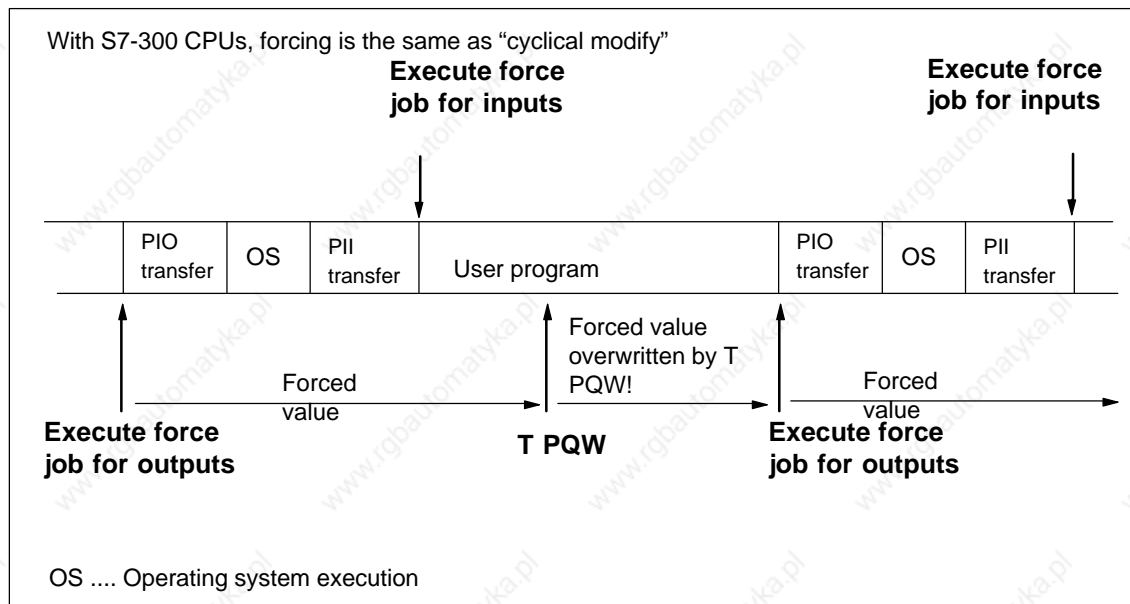 With S7-300 CPUs, forcing is the same as “cyclical modify”
Execute force
job for inputs
Execute force
job for inputs
PIO
transfer
OS
PII
transfer
User program
PIO
transfer
OS
PII
transfer
Forced value
overwritten by T
PQW!
Forced
value
Forced
value
Execute force
job for outputs
T PQW
Execute force
job for outputs
OS .... Operating system execution
www.rgbautomatyka.pl